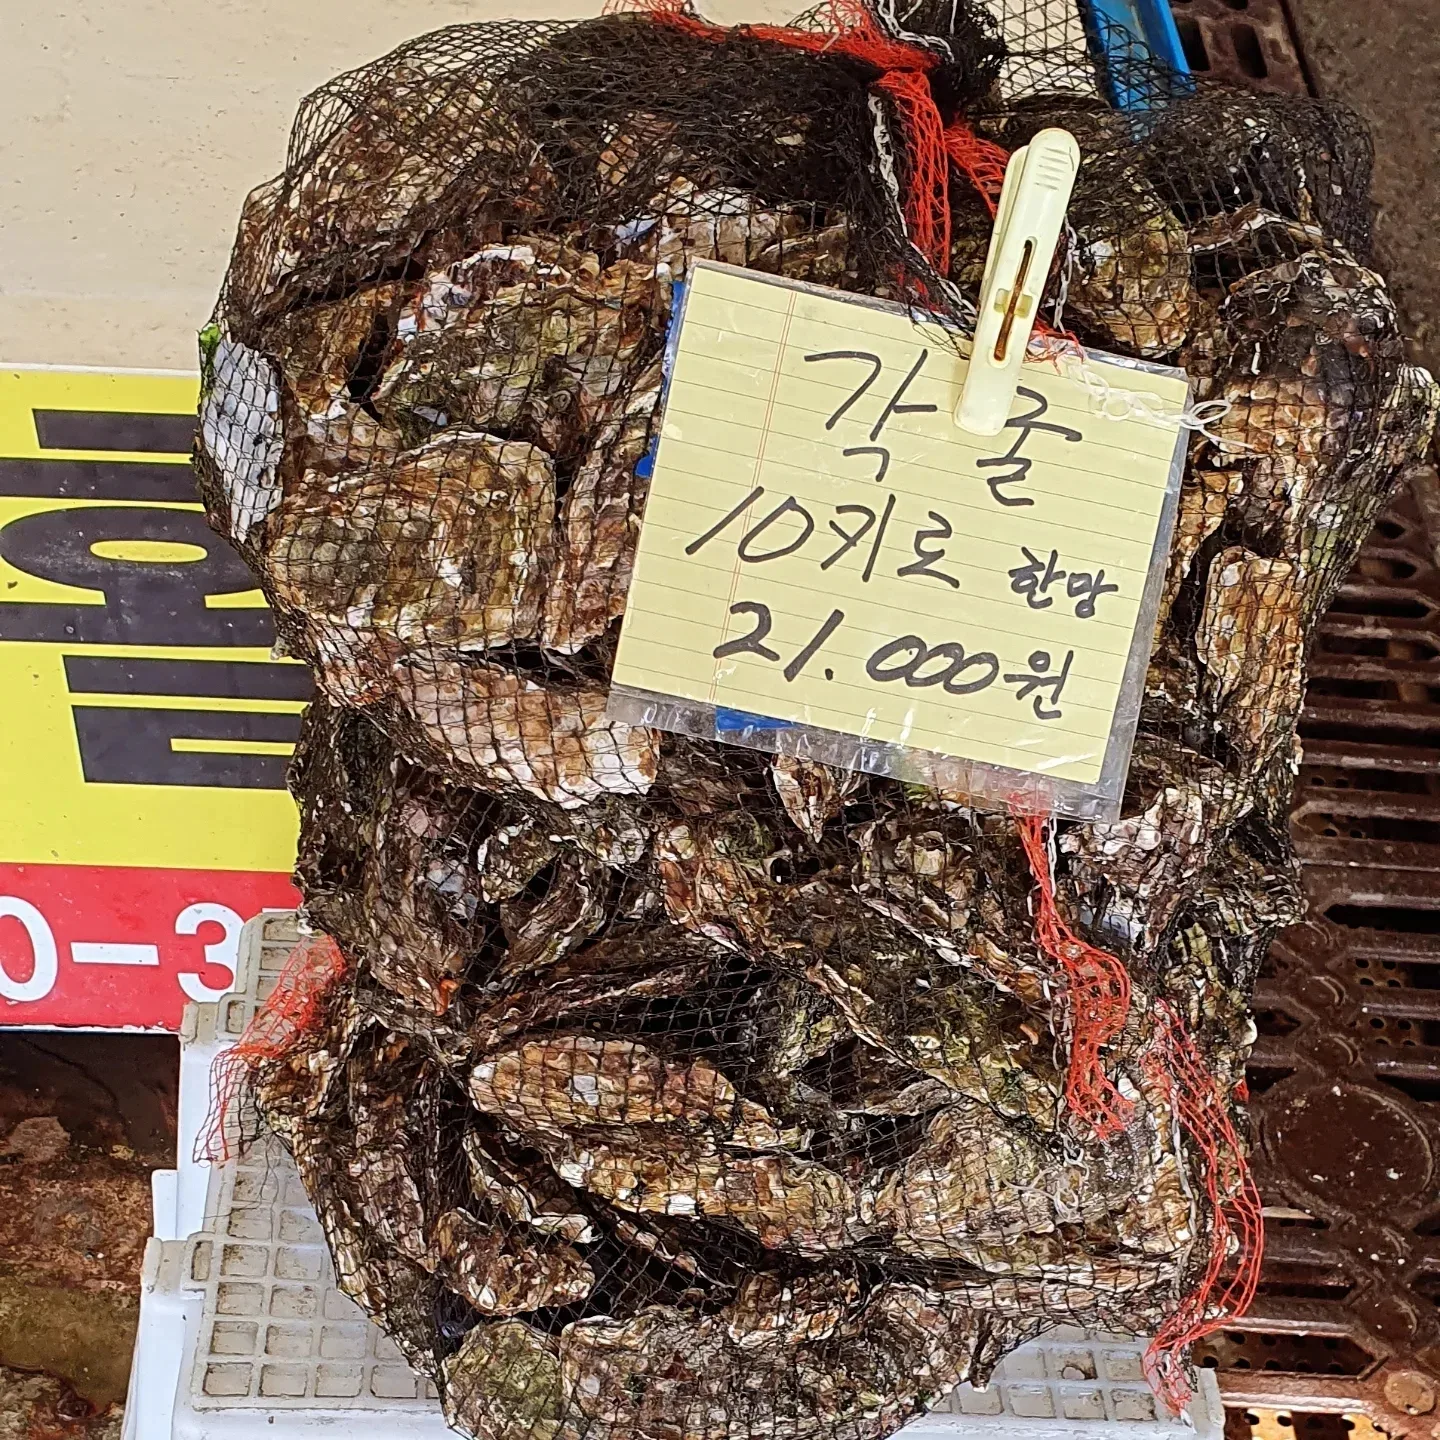 각 굴
10키로 한망
21.000원
0-3